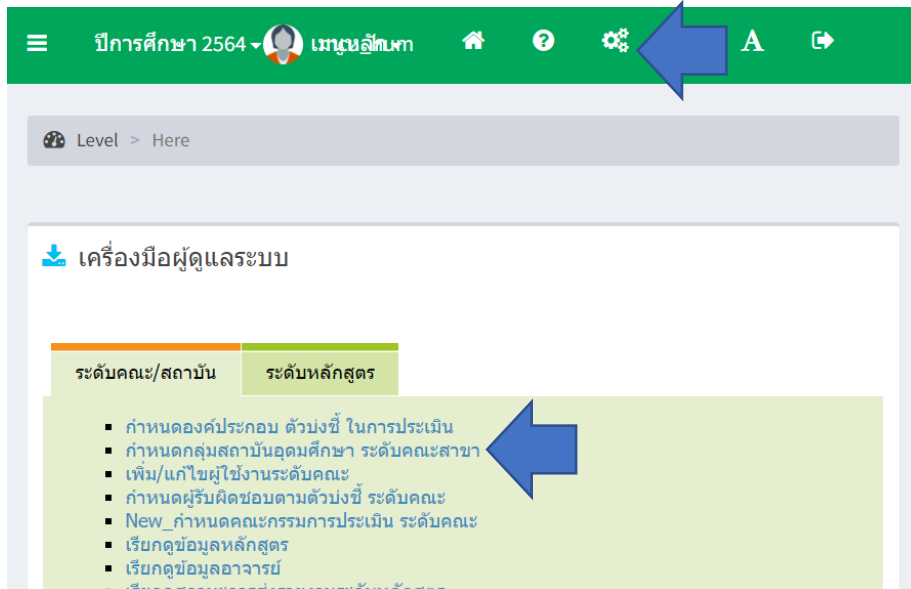 ปีการศึกษา 2564
เมนูหลัก
A
Level > Here
เครื่องมือผู้ดูแลระบบ
ระดับคณะ/สถาบัน ระดับหลักสูตร
กำหนดองค์ประกอบ ตัวบ่งชี้ ในการประเมิน
กำหนดกลุ่มสถาบันอุดมศึกษา ระดับคณะสาขา
เพิ่ม/แก้ไขผู้ใช้งานระดับคณะ
กำหนดผู้รับผิดชอบตามตัวบ่งชี้ ระดับคณะ
New_กำหนดคณะกรรมการประเมิน ระดับคณะ
เรียกดูข้อมูลหลักสูตร
เรียกดูข้อมูลอาจารย์